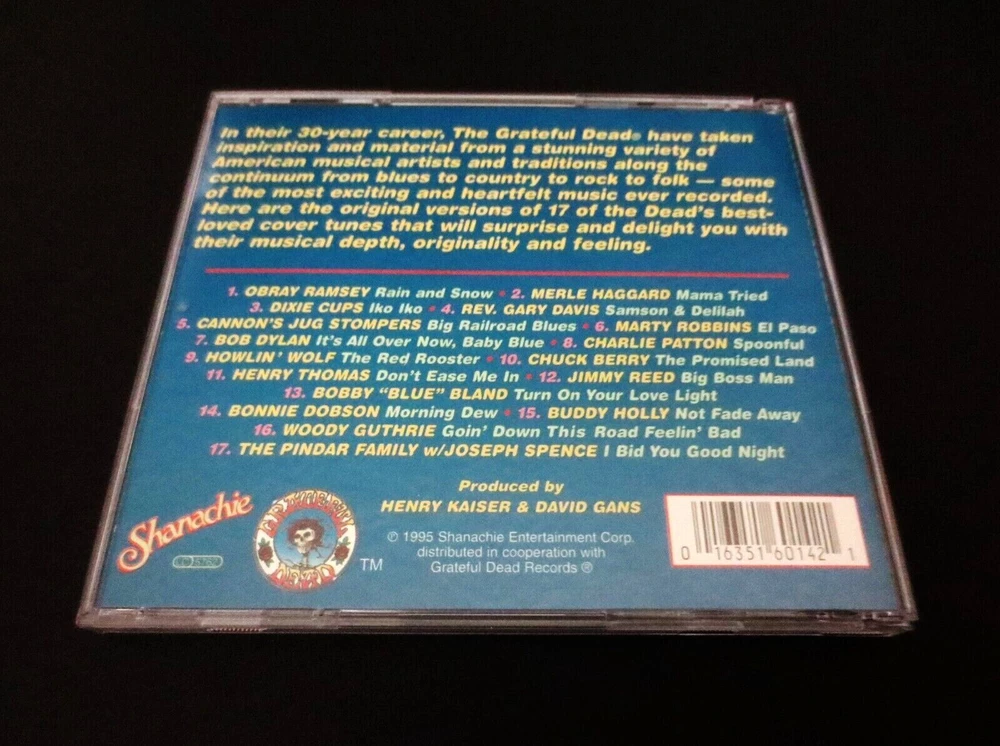 In their 30-year career, The Grateful Dead® have taken
inspiration and material from a stunning variety of
American musical artists and traditions along the
continuum from blues to country to rock to folk — some
of the most exciting and heartfelt music ever recorded.
Here are the original versions of 17 of the Dead's best-
loved cover tunes that will surprise and delight you with
their musical depth, originality and feeling.
1. OBRAY RAMSEY Rain and Snow • 2. MERLE HAGGARD Mama Tried
3. DIXIE CUPS Iko Iko • 4. REV. GARY DAVIS Samson & Delilah
5. CANNON'S JUG STOMPERS Big Railroad Blues • 6. MARTY ROBBINS El Paso
7. BOB DYLAN It's All Over Now, Baby Blue • 8. CHARLIE PATTON Spoonful
9. HOWLIN' WOLF The Red Rooster • 10. CHUCK BERRY The Promised Land
11. HENRY THOMAS Don't Ease Me In • 12. JIMMY REED Big Boss Man
13. BOBBY "BLUE" BLAND Turn On Your Love Light
14. BONNIE DOBSON Morning Dew • 15. BUDDY HOLLY Not Fade Away
16. WOODY GUTHRIE Goin' Down This Road Feelin' Bad
17. THE PINDAR FAMILY w/JOSEPH SPENCE I Bid You Good Night
Produced by
HENRY KAISER & DAVID GANS
Shanachie
LC 5762
GRATEFUL DEAD
TM
℗ 1995 Shanachie Entertainment Corp.
distributed in cooperation with
Grateful Dead Records ®
0 16351 60142 1